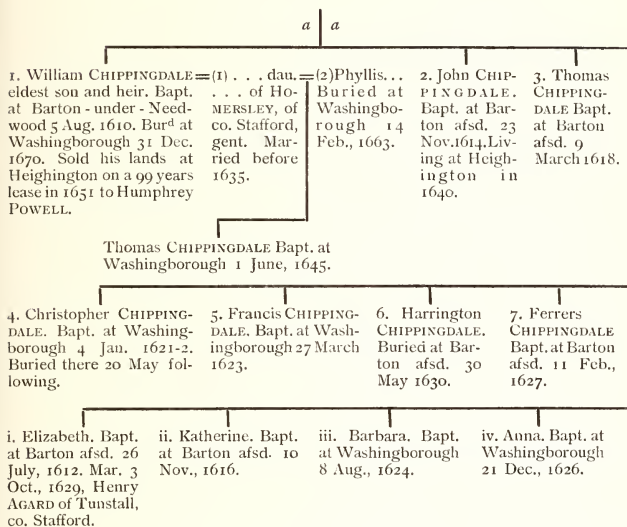 a a
1. William CHIPPINGDALE=
eldest son and heir. Bapt.
at Barton - under - Need-
wood 5 Aug. 1610. Burd at
Washingborough 31 Dec.
1670. Sold his lands at
Heighington on a 99 years
lease in 1651 to Humphrey
POWELL.
(1) . . . dau.=
. . . of HO-
MERSLEY, of
co. Stafford,
gent. Mar-
ried before
1635.
(2)Phyllis...
Buried at
Washingbo-
rough 14
Feb., 1663.
2. John CHIP-
PINGDALE.
Bapt. at Bar-
ton afsd. 23
Nov.1614.Liv-
ing at Heigh-
ington in
1640.
3. Thomas
CHIPPING-
DALE Bapt.
at Barton
afsd. 9
March 1618.
Thomas CHIPPINGDALE Bapt. at
Washingborough 1 June, 1645.
4. Christopher CHIPPING-
DALE. Bapt. at Washing-
borough 4 Jan. 1621-2.
Buried there 20 May fol-
lowing.
5. Francis CHIPPING-
DALE. Bapt. at Wash-
ingborough 27 March
1623.
6. Harrington
CHIPPINGDALE.
Buried at Bar-
ton afsd. 30
May 1630.
7. Ferrers
CHIPPINGDALE
Bapt. at Barton
afsd. 11 Feb.,
1627.
i. Elizabeth. Bapt.
at Barton afsd. 26
July, 1612. Mar. 3
Oct., 1629, Henry
AGARD of Tunstall,
co. Stafford.
ii. Katherine. Bapt.
at Barton afsd. 10
Nov., 1616.
iii. Barbara. Bapt.
at Washingborough
8 Aug., 1624.
iv. Anna. Bapt. at
Washingborough
21 Dec., 1626.